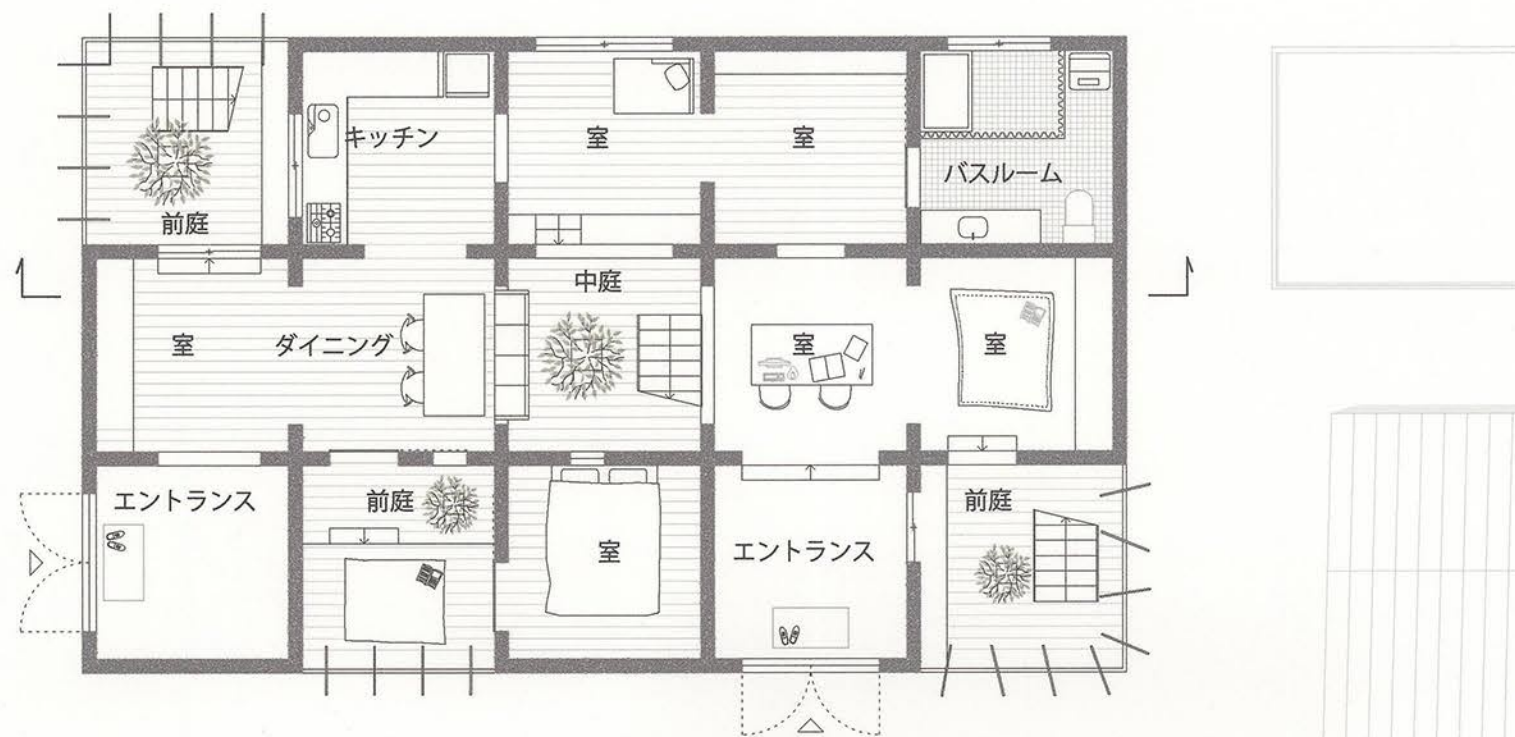 キッチン
室
室
バスルーム
前庭
中庭
室
ダイニング
室
室
エントランス
前庭
室
エントランス
前庭